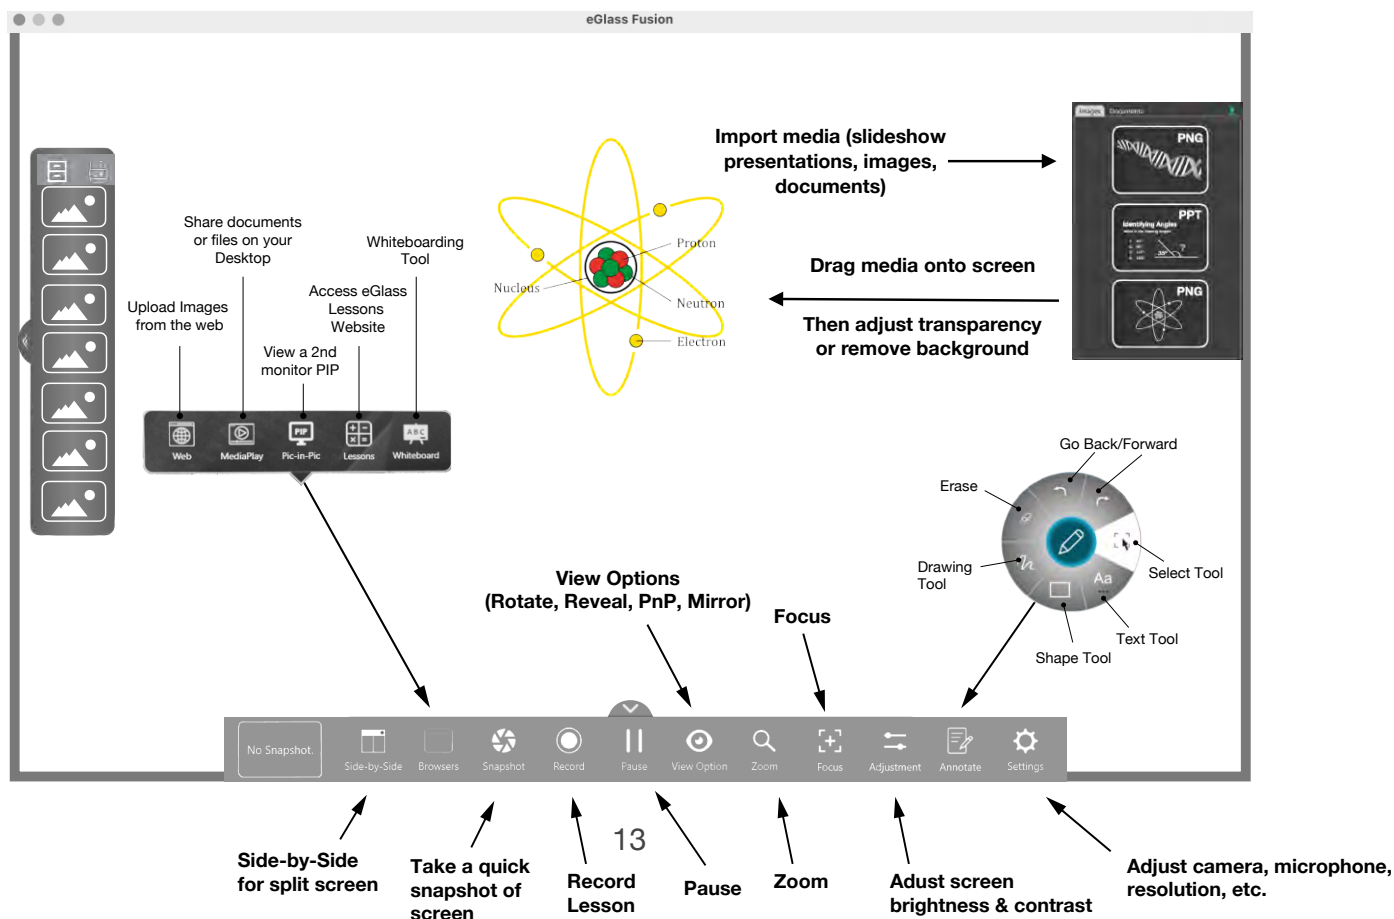 eGlass Fusion
Import media (slideshow
presentations, images,
documents)
Images Documents
PNG
PPT
Identifying Angles
35°
?
PNG
Drag media onto screen
Then adjust transparency
or remove background
Proton
Nucleus
Neutron
Electron
Share documents
or files on your
Desktop
Whiteboarding
Tool
Upload Images
from the web
Access eGlass
Lessons
Website
View a 2nd
monitor PIP
PIP
ABC
Web
MediaPlay
Pic-in-Pic
Lessons
Whiteboard
Go Back/Forward
Erase
Drawing
Tool
Select Tool
Aa
Text Tool
Shape Tool
View Options
(Rotate, Reveal, PnP, Mirror)
Focus
No Snapshot.
Side-by-Side
Browsers
Snapshot
Record
Pause
View Option
Zoom
Focus
Adjustment
Annotate
Settings
13
Side-by-Side
for split screen
Take a quick
snapshot of
screen
Record
Lesson
Pause
Zoom
Adust screen
brightness & contrast
Adjust camera, microphone,
resolution, etc.